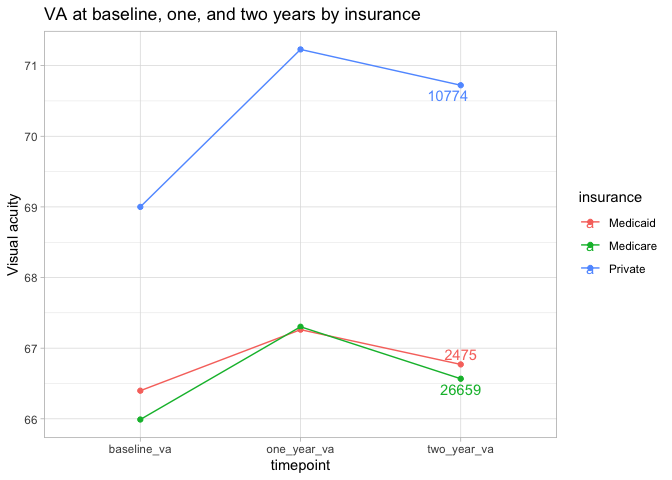 VA at baseline, one, and two years by insurance
Visual acuity
71
70
69
68
67
66
10774
2475
26659
baseline_va
one_year_va
two_year_va
timepoint
insurance
a Medicaid
a Medicare
a Private